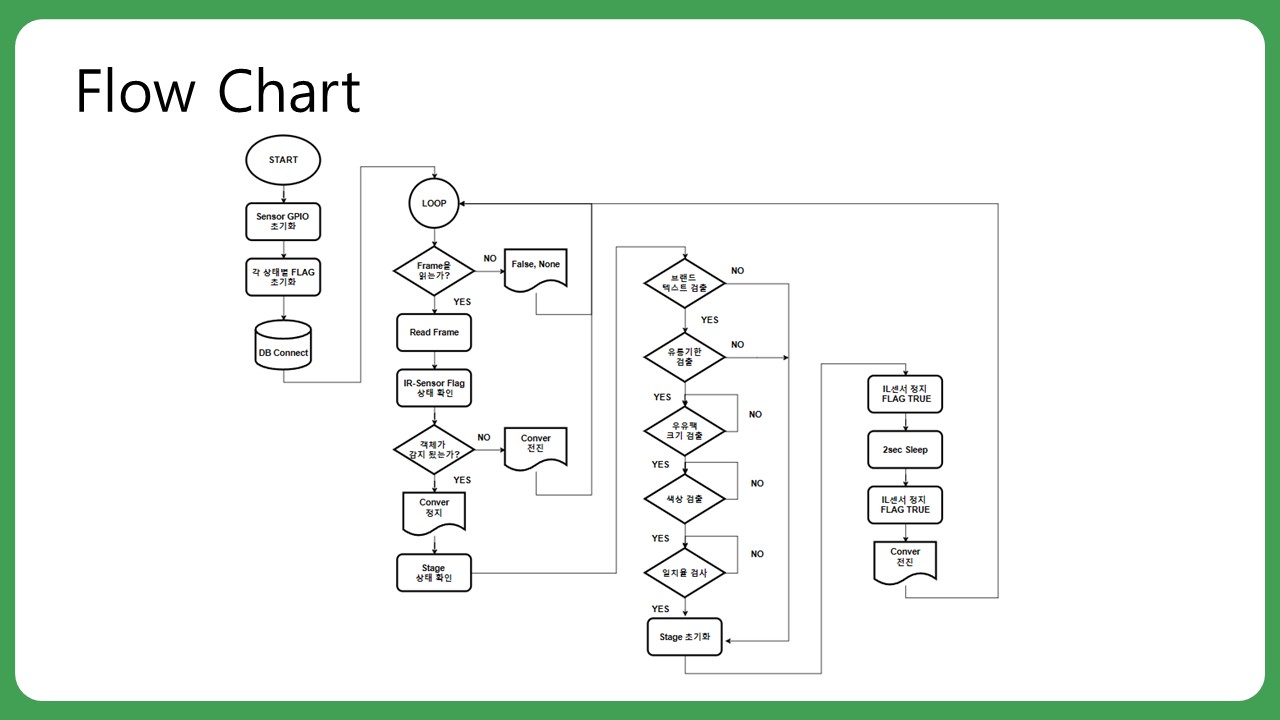 Flow Chart
START
Sensor GPIO
초기화
각 상태별 FLAG
초기화
DB Connect
LOOP
Frame을
읽는가?
NO
False, None
YES
Read Frame
IR-Sensor Flag
상태 확인
객체가
감지 됬는가?
NO
Conver
전진
YES
Conver
정지
Stage
상태 확인
브랜드
텍스트 검출
NO
YES
유통기한
검출
NO
YES
우유팩
크기 검출
NO
YES
색상 검출
NO
YES
일치율 검사
NO
YES
Stage 초기화
IL센서 정지
FLAG TRUE
2sec Sleep
IL센서 정지
FLAG TRUE
Conver
전진